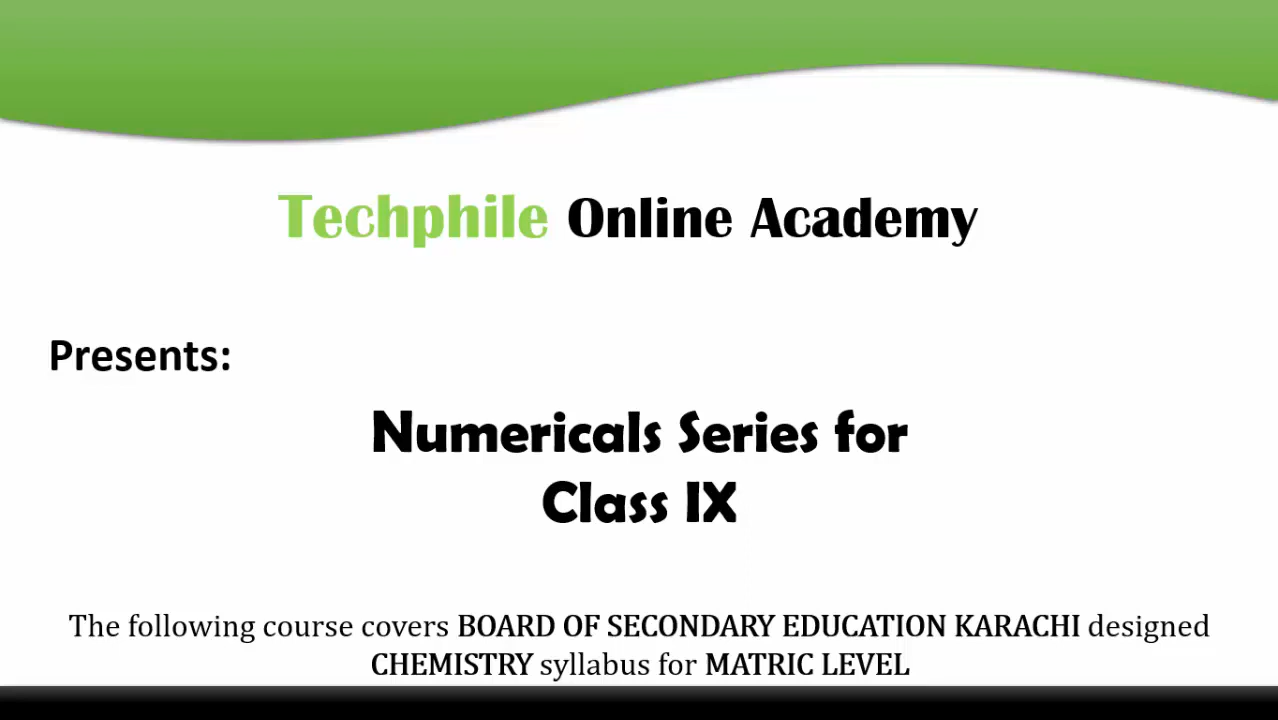 Techphile Online Academy
Presents:
Numericals Series for
Class IX
The following course covers BOARD OF SECONDARY EDUCATION KARACHI designed
CHEMISTRY syllabus for MATRIC LEVEL